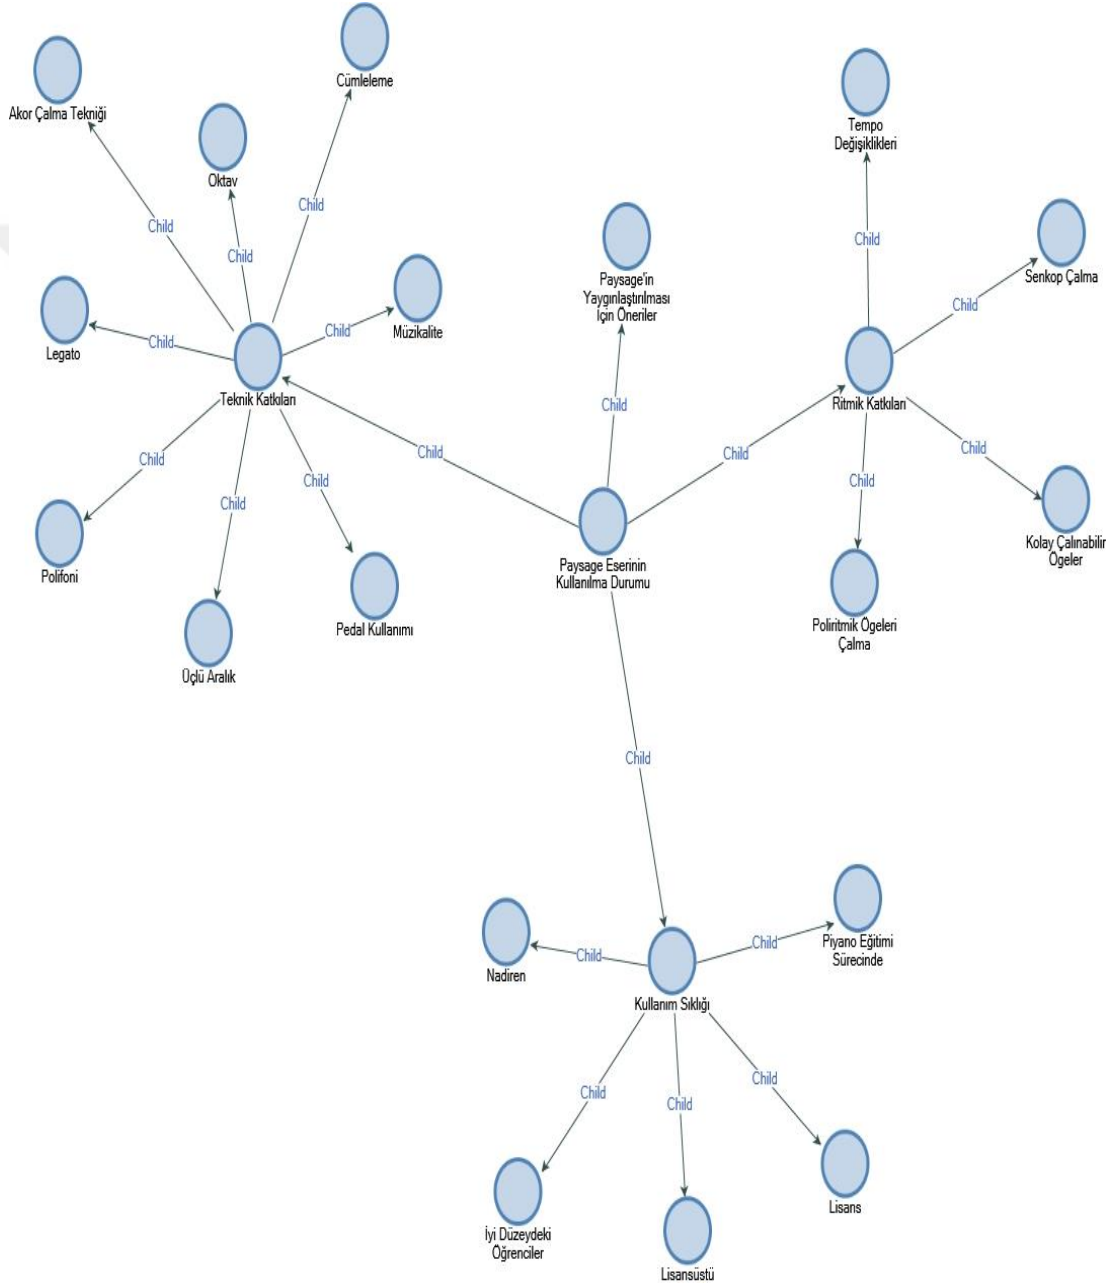 Cümleleme
Akor Çalma Tekniği
Tempo
Değişiklikleri
Oktav
Child
Child
Child
Child
Senkop Çalma
Paysage'in
Yaygınlaştırılması
İçin Öneriler
Child
Müzikalite
Child
Child
Legato
Teknik Katkıları
Ritmik Katkıları
Child
Child
Child
Child
Child
Child
Child
Child
Child
Kolay Çalınabilir
Ögeler
Paysage Eserinin
Kullanılma Durumu
Polifoni
Poliritmik Ögeleri
Çalma
Pedal Kullanımı
Üçlü Aralık
Child
Piyano Eğitimi
Sürecinde
Child
Child
Nadiren
Kullanım Sıklığı
Child
Child
Child
Lisans
İyi Düzeydeki
Öğrenciler
Lisansüstü